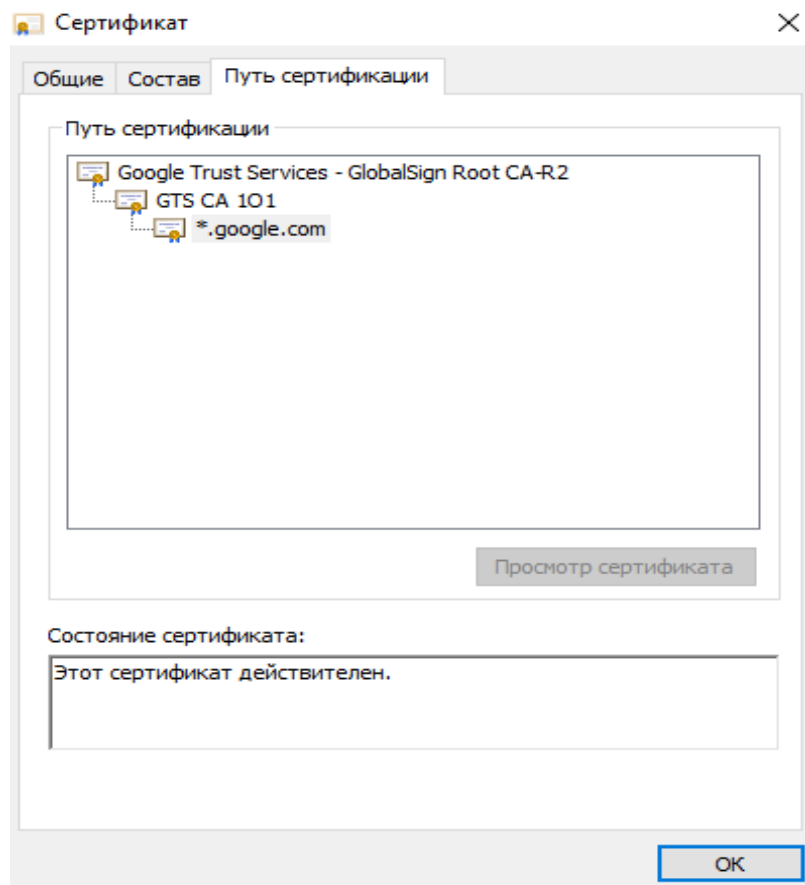 Сертификат
Общие Состав Путь сертификации
Путь сертификации
Google Trust Services - GlobalSign Root CA-R2
GTS CA 1O1
*.google.com
Просмотр сертификата
Состояние сертификата:
Этот сертификат действителен.
ОК